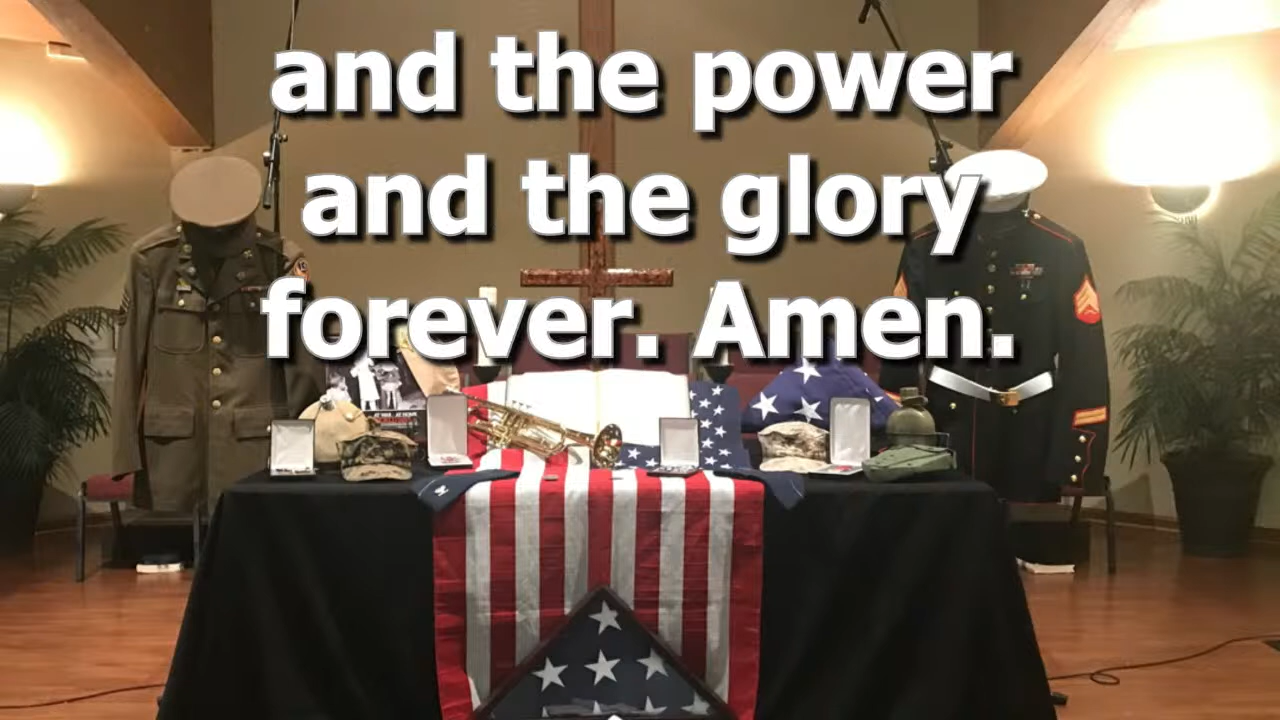 and the power
and the glory
forever. Amen.